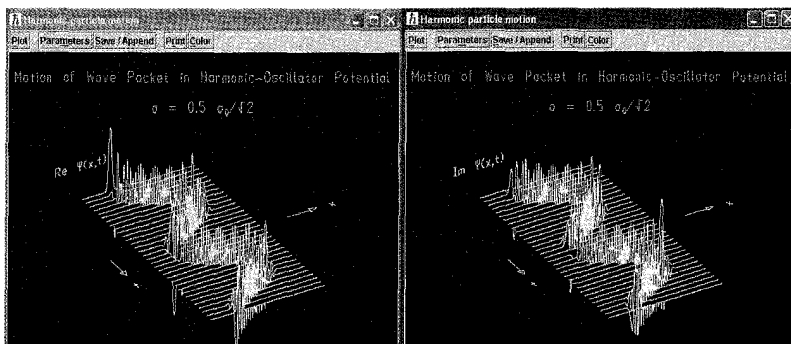 Harmonic particle motion
Plot Parameters Save / Append Print Color
Motion of Wave Packet in Harmonic-Oscillator Potential
σ = 0.5 σ₀/√2
Re ψ(x,t)
x
t
Harmonic particle motion
Plot Parameters Save / Append Print Color
Motion of Wave Packet in Harmonic-Oscillator Potential
σ = 0.5 σ₀/√2
Im ψ(x,t)
x
t